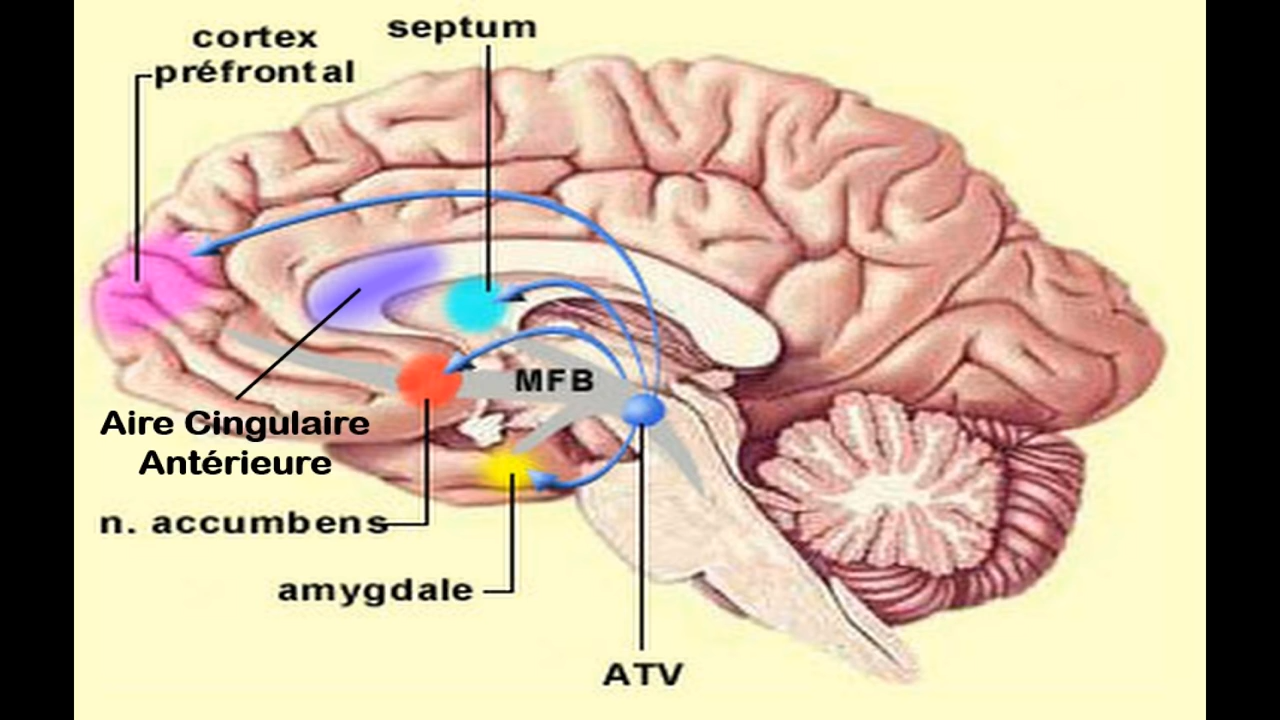 cortex
préfrontal
septum
MFB
Aire Cingulaire
Antérieure
n. accumbens
amygdale
ATV